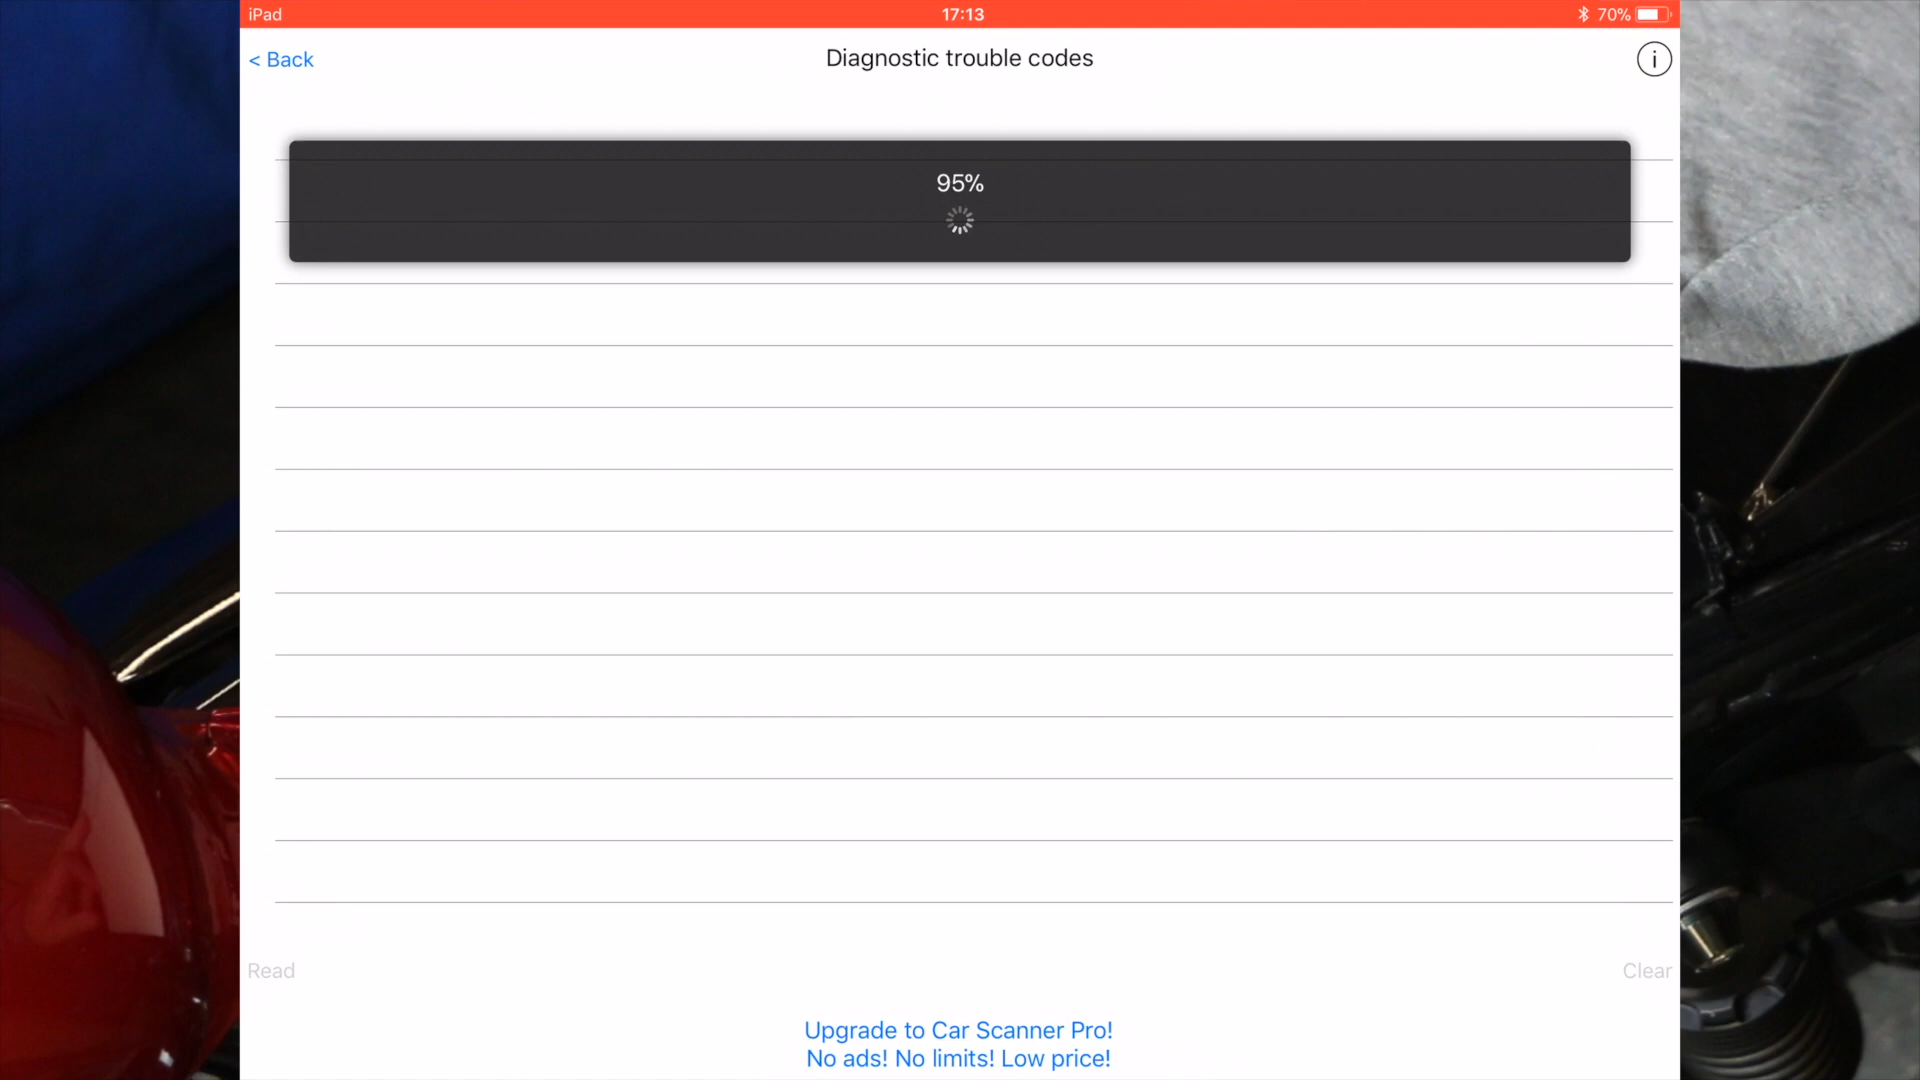 iPad
17:13
70%
< Back
Diagnostic trouble codes
i
95%
Read
Clear
Upgrade to Car Scanner Pro!
No ads! No limits! Low price!